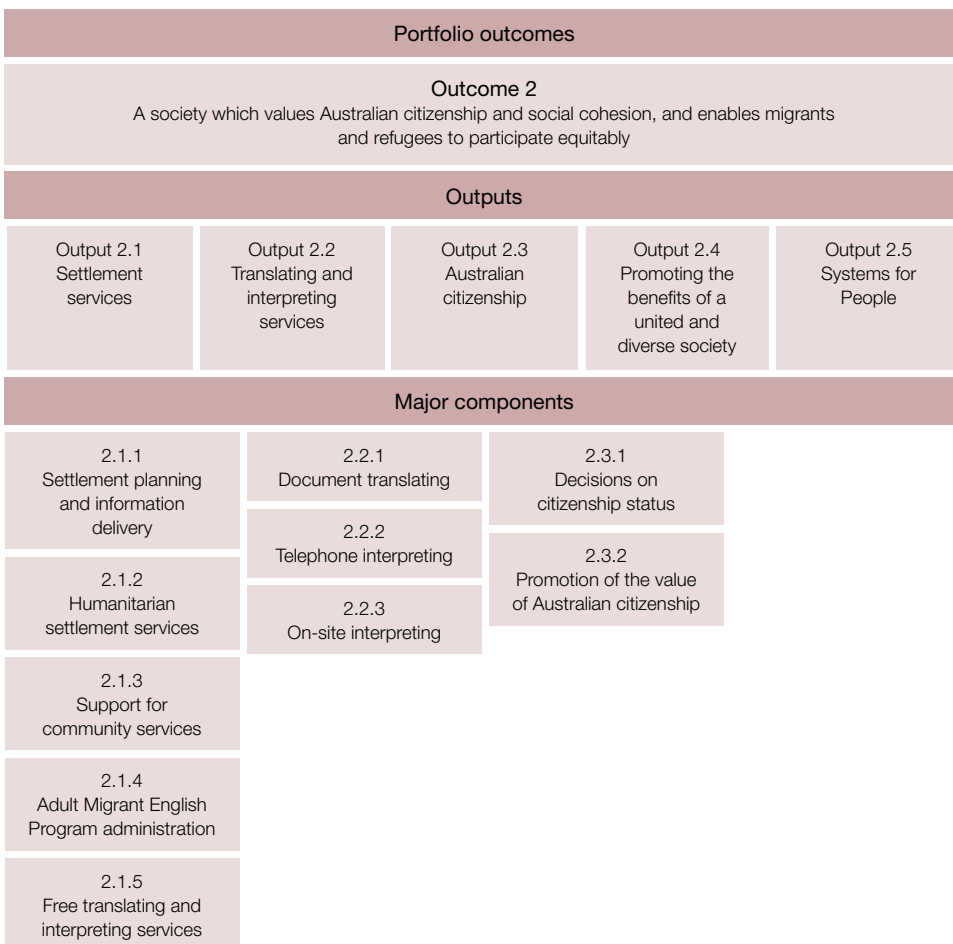 Portfolio outcomes
Outcome 2
A society which values Australian citizenship and social cohesion, and enables migrants
and refugees to participate equitably
Outputs
Output 2.1
Settlement
services
Output 2.2
Translating and
interpreting
services
Output 2.3
Australian
citizenship
Output 2.4
Promoting the
benefits of a
united and
diverse society
Output 2.5
Systems for
People
Major components
2.1.1
Settlement planning
and information
delivery
2.1.2
Humanitarian
settlement services
2.1.3
Support for
community services
2.1.4
Adult Migrant English
Program administration
2.1.5
Free translating and
interpreting services
2.2.1
Document translating
2.2.2
Telephone interpreting
2.2.3
On-site interpreting
2.3.1
Decisions on
citizenship status
2.3.2
Promotion of the value
of Australian citizenship